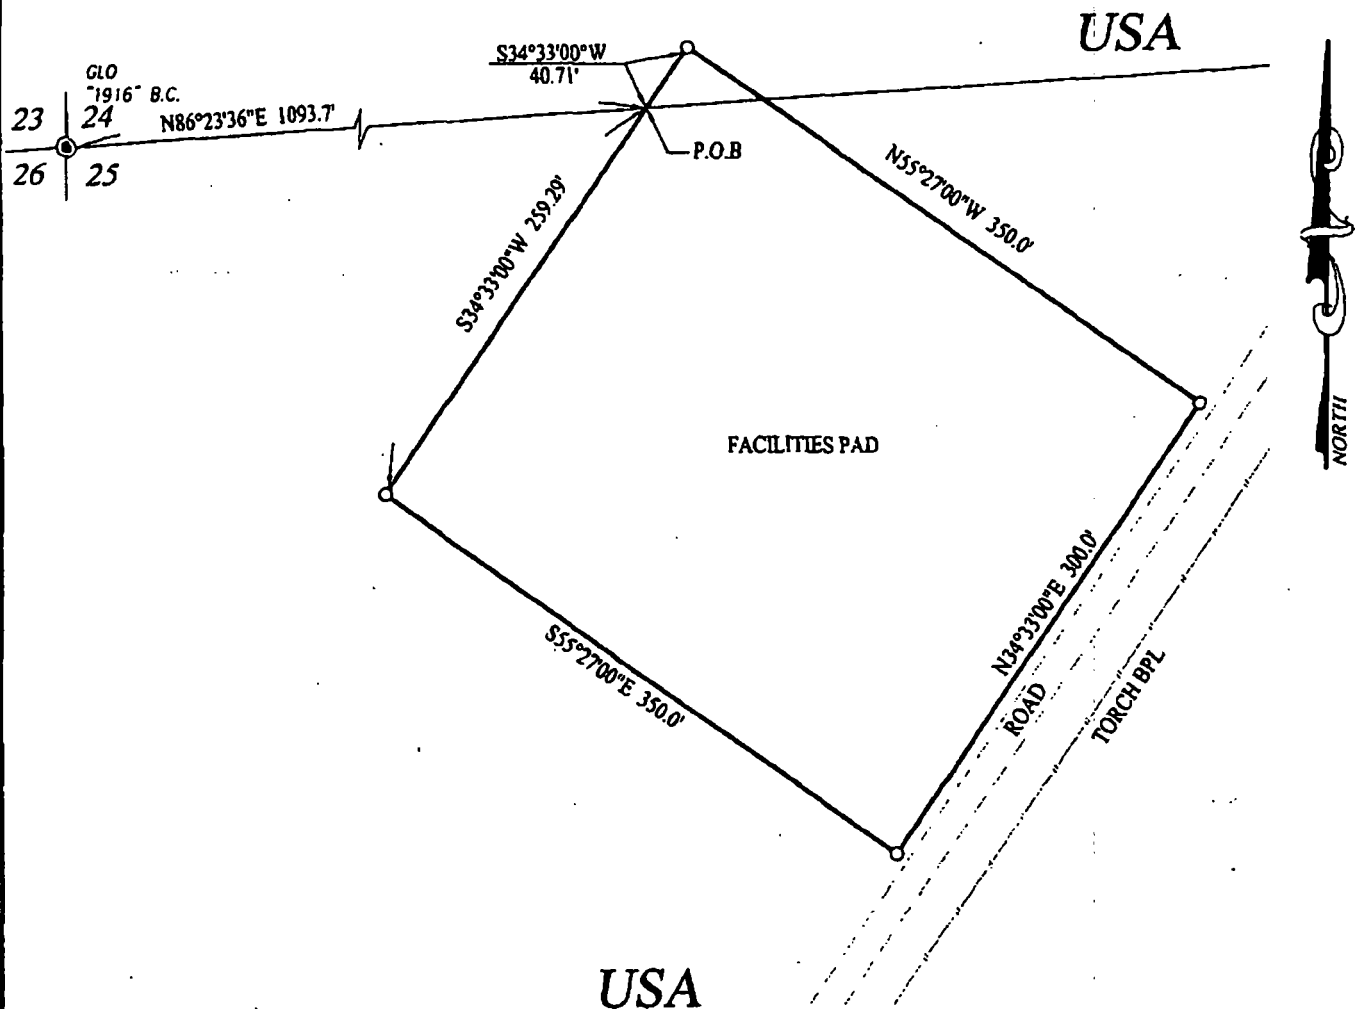 USA
S34°33'00"W
40.71'
GLO
"1916" B.C.
23 24
N86°23'36"E 1093.7'
26 25
P.O.B
N55°27'00"W 350.0'
S34°33'00"W 259.29'
FACILITIES PAD
NORTH
N34°33'00"E 300.0'
S55°27'00"E 350.0'
ROAD
TORCH BPL
USA